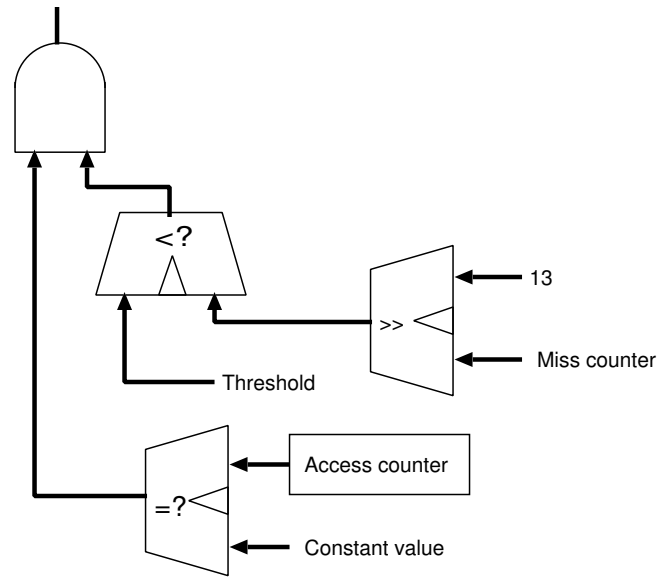 <?
13
>>
Miss counter
Threshold
Access counter
=?
Constant value